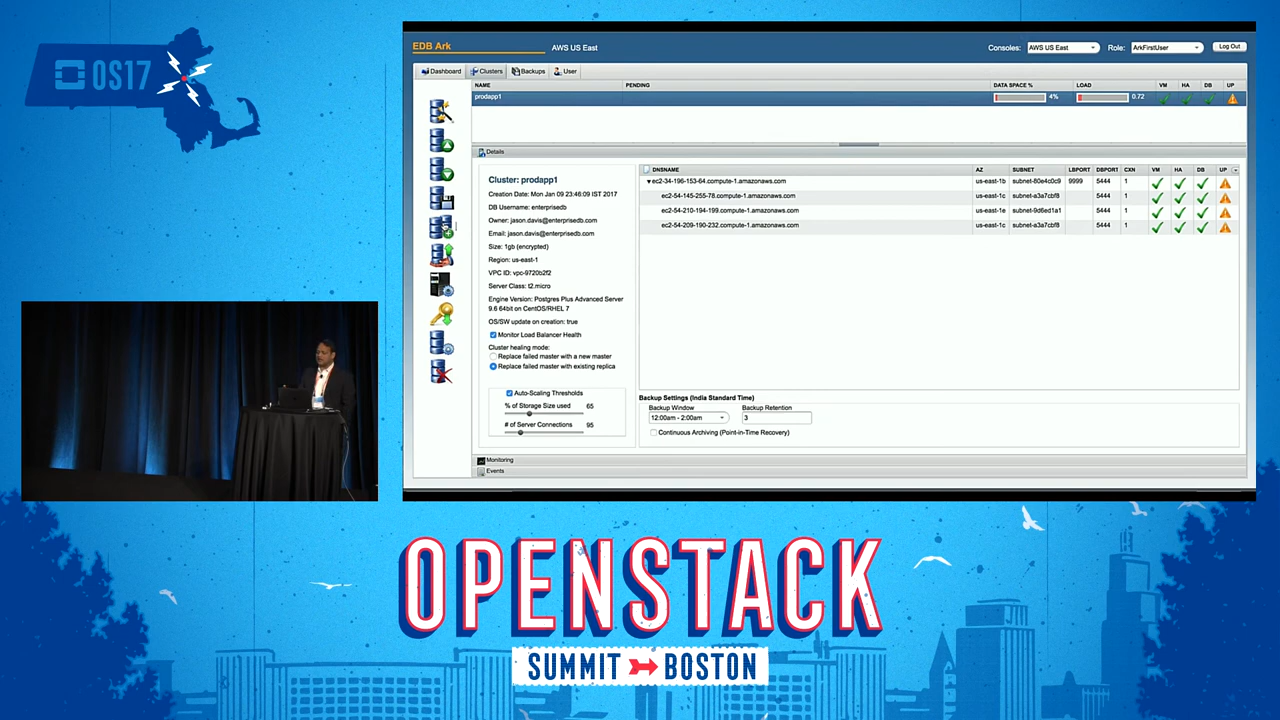 OS17
EDB Ark
AWS US East
Consoles: AWS US East
Role: ArkFirstUser
Log Out
Dashboard Clusters Backups User
NAME PENDING DATA SPACE % LOAD VM HA DB UP
prodapp1 4% 0.72
Details
Cluster: prodapp1
Creation Date: Mon Jan 09 23:46:09 IST 2017
DB Username: enterprisedb
Owner: jason.davis@enterprisedb.com
Email: jason.davis@enterprisedb.com
Size: 1gb (encrypted)
Region: us-east-1
VPC ID: vpc-9720b2f2
Server Class: t2.micro
Engine Version: Postgres Plus Advanced Server
9.6 64bit on CentOS/RHEL 7
OS/SW update on creation: true
Monitor Load Balancer Health
Cluster healing mode:
Replace failed master with a new master
Replace failed master with existing replica
Auto-Scaling Thresholds
% of Storage Size used 65
# of Server Connections 95
DNSNAME AZ SUBNET LBPORT DBPORT CXN VM HA DB UP
ec2-34-196-153-64.compute-1.amazonaws.com us-east-1b subnet-80e4c0c9 9999 5444 1
ec2-54-145-255-78.compute-1.amazonaws.com us-east-1c subnet-a3a7cbf8 5444 1
ec2-54-210-194-199.compute-1.amazonaws.com us-east-1e subnet-9d6ed1a1 5444 1
ec2-54-209-190-232.compute-1.amazonaws.com us-east-1c subnet-a3a7cbf8 5444 1
Backup Settings (India Standard Time)
Backup Window Backup Retention
12:00am - 2:00am 3
Continuous Archiving (Point-in-Time Recovery)
Monitoring
Events
OPENSTACK
SUMMIT BOSTON